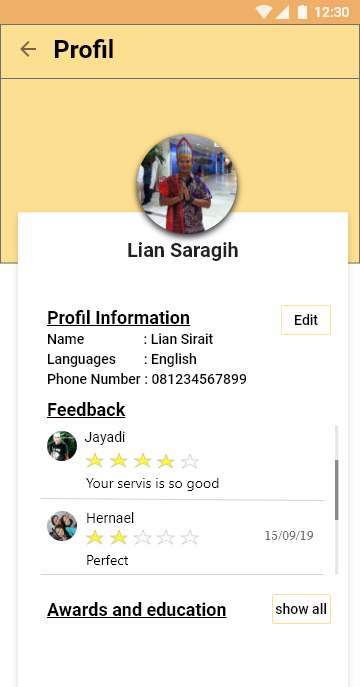 12:30
Profil
Lian Saragih
Profil Information
Edit
Name : Lian Sirait
Languages : English
Phone Number : 081234567899
Feedback
Jayadi
Your servis is so good
Hernael
15/09/19
Perfect
Awards and education
show all